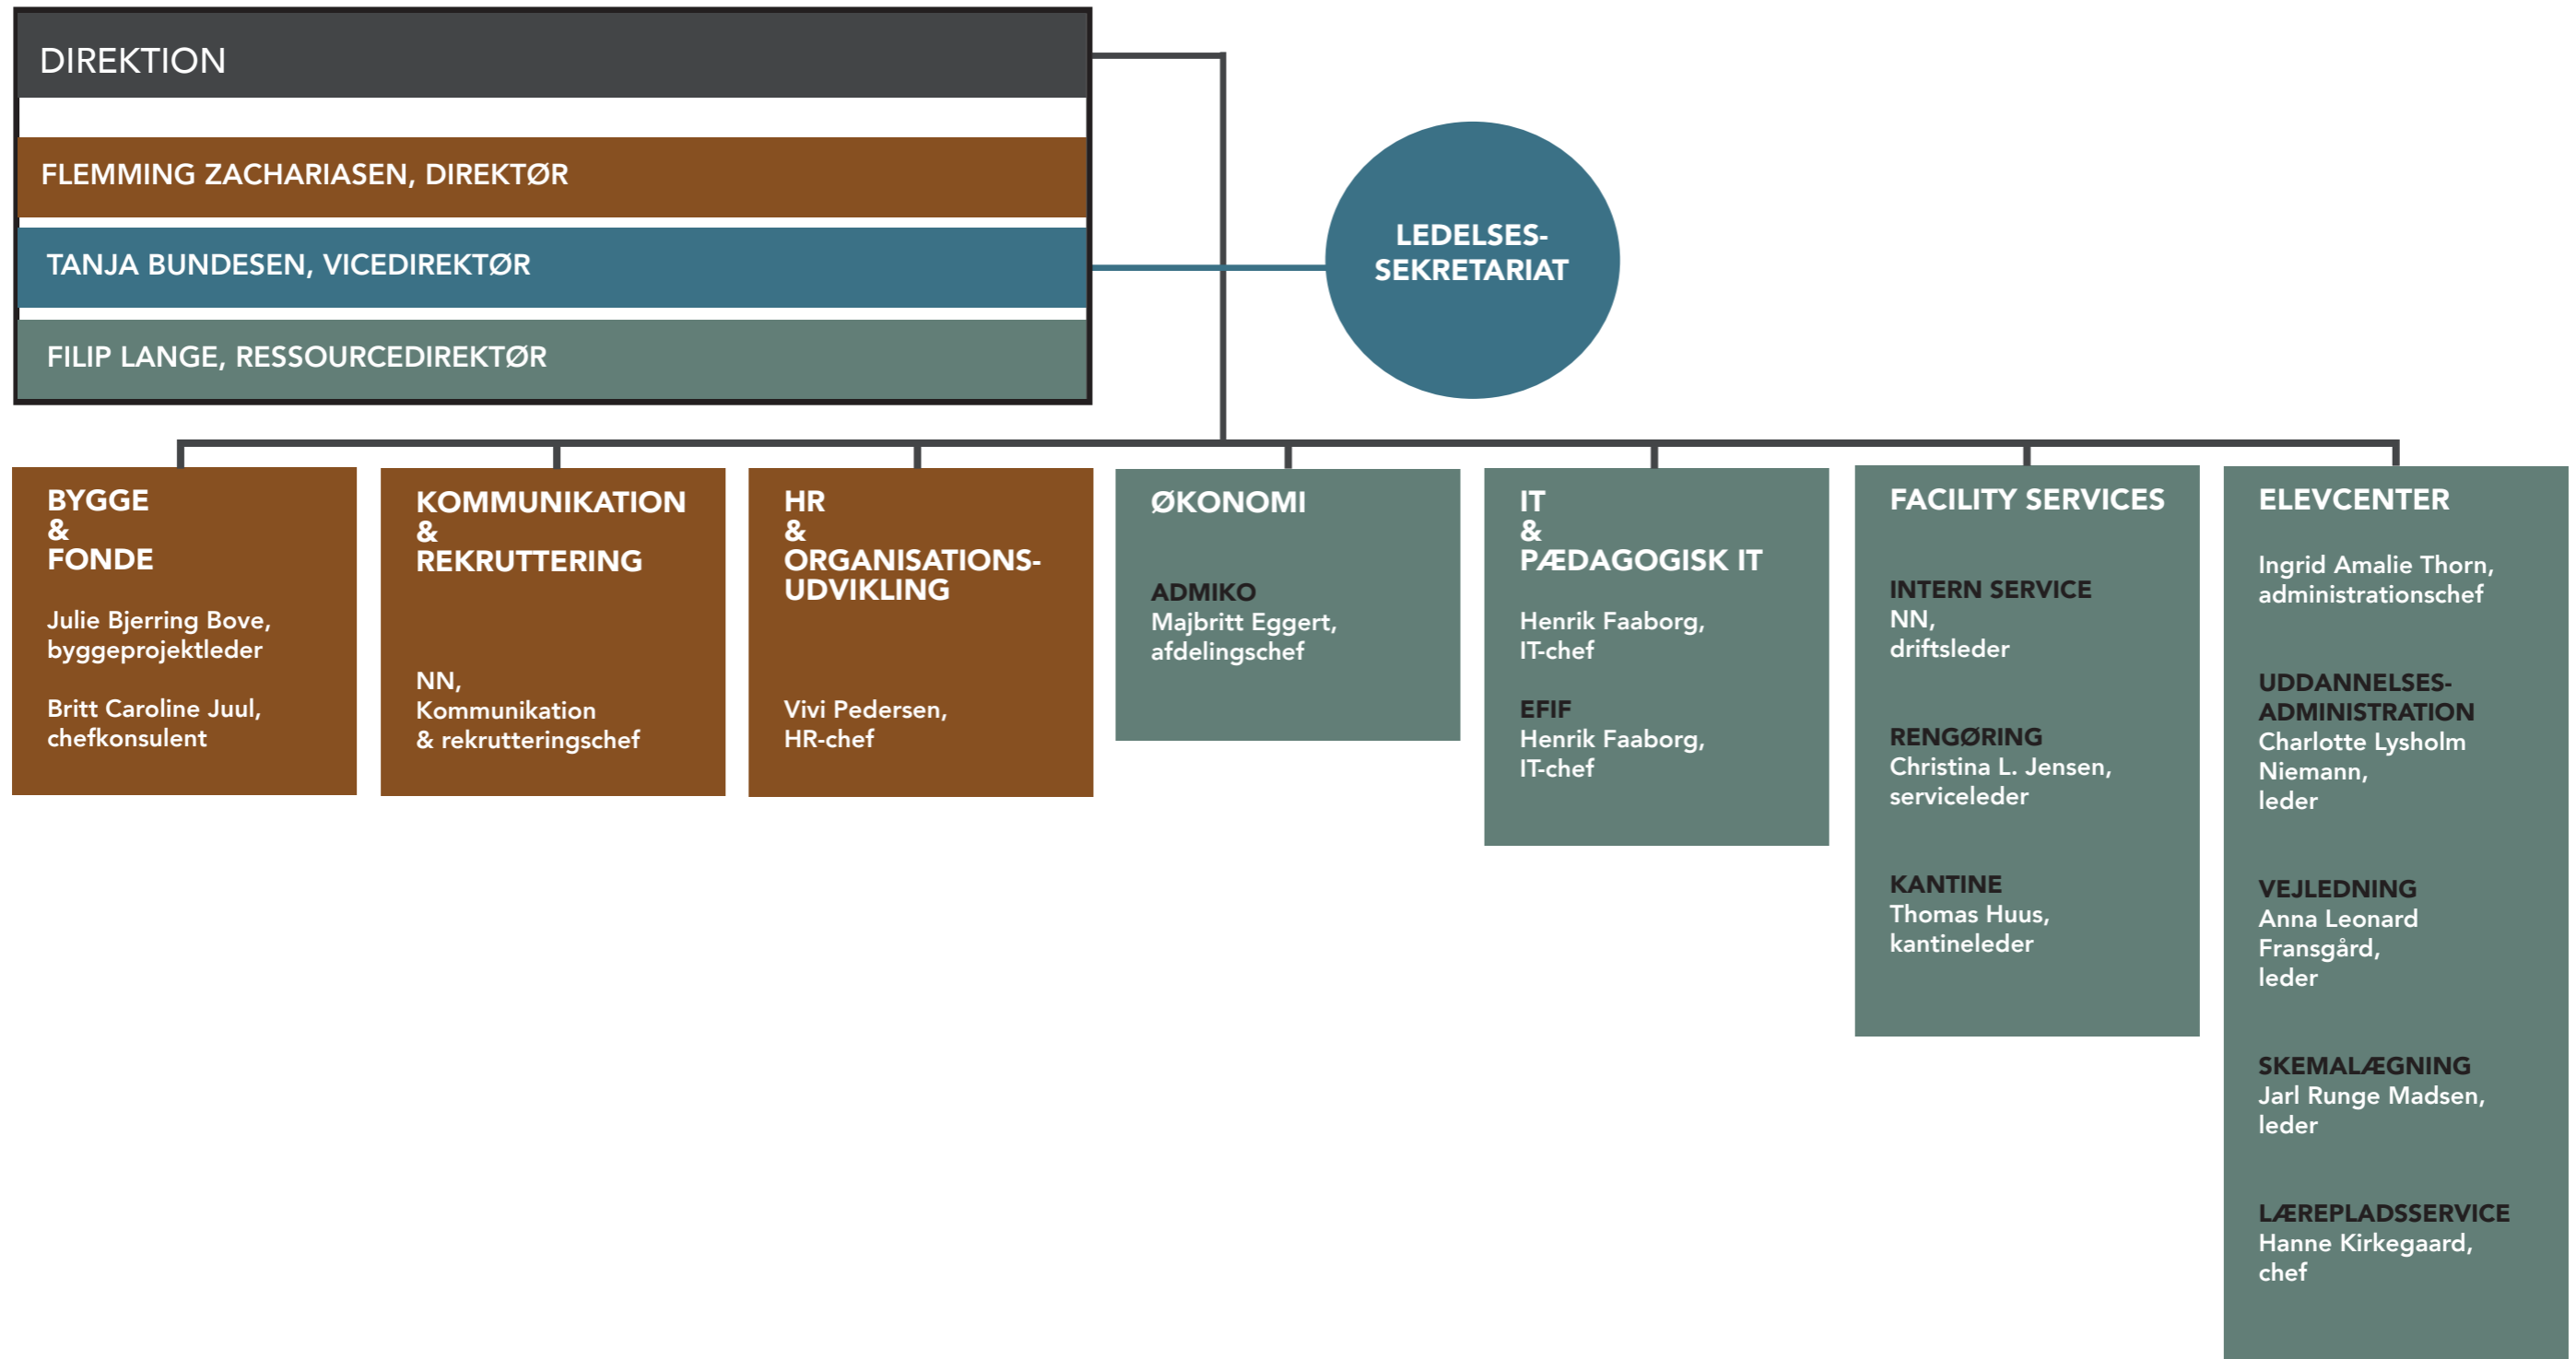 DIREKTION
FLEMMING ZACHARIASEN, DIREKTØR
TANJA BUNDESEN, VICEDIREKTØR
FILIP LANGE, RESSOURCEDIREKTØR
LEDELSES-
SEKRETARIAT
BYGGE
&
FONDE
Julie Bjerring Bove,
byggeprojektleder
Britt Caroline Juul,
chefkonsulent
KOMMUNIKATION
&
REKRUTTERING
NN,
Kommunikation
& rekrutteringschef
HR
&
ORGANISATIONS-
UDVIKLING
Vivi Pedersen,
HR-chef
ØKONOMI
ADMIKO
Majbritt Eggert,
afdelingschef
IT
&
PÆDAGOGISK IT
Henrik Faaborg,
IT-chef
EFIF
Henrik Faaborg,
IT-chef
FACILITY SERVICES
INTERN SERVICE
NN,
driftsleder
RENGØRING
Christina L. Jensen,
serviceleder
KANTINE
Thomas Huus,
kantineleder
ELEVCENTER
Ingrid Amalie Thorn,
administrationschef
UDDANNELSES-
ADMINISTRATION
Charlotte Lysholm
Niemann,
leder
VEJLEDNING
Anna Leonard
Fransgård,
leder
SKEMALÆGNING
Jarl Runge Madsen,
leder
LÆREPLADSSERVICE
Hanne Kirkegaard,
chef